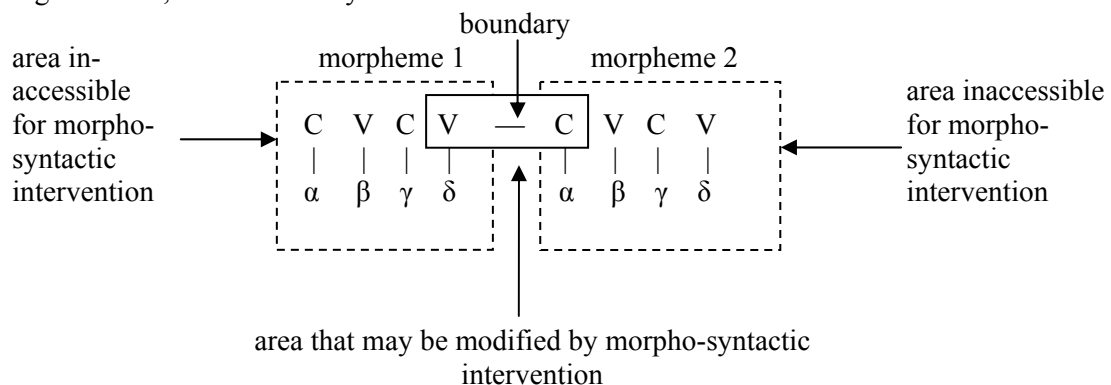 boundary
morpheme 1 morpheme 2
area in-
accessible
for morpho-
syntactic
intervention
C V C V — C V C V
α β γ δ α β γ δ
area inaccessible
for morpho-
syntactic
intervention
area that may be modified by morpho-syntactic
intervention